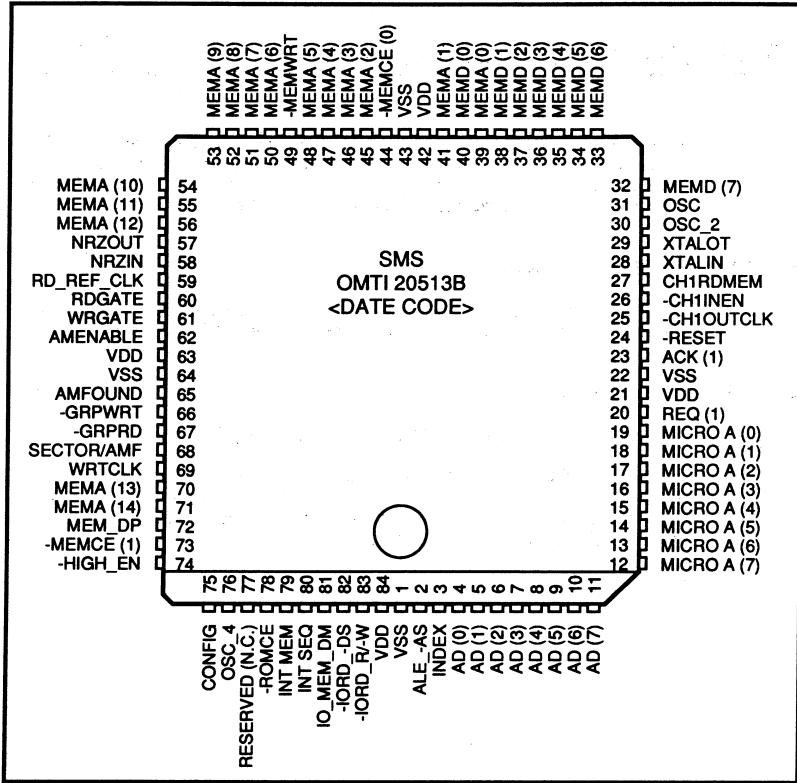 MEMA (9)
MEMA (8)
MEMA (7)
MEMA (6)
-MEMWRT
MEMA (5)
MEMA (4)
MEMA (3)
MEMA (2)
-MEMCE (0)
VSS
VDD
MEMA (1)
MEMD (0)
MEMA (0)
MEMD (1)
MEMD (2)
MEMD (3)
MEMD (4)
MEMD (5)
MEMD (6)
53 52 51 50 49 48 47 46 45 44 43 42 41 40 39 38 37 36 35 34 33
MEMA (10) 54
MEMA (11) 55
MEMA (12) 56
NRZOUT 57
NRZIN 58
RD_REF_CLK 59
RDGATE 60
WRGATE 61
AMENABLE 62
VDD 63
VSS 64
AMFOUND 65
-GRPWRT 66
-GRPRD 67
SECTOR/AMF 68
WRTCLK 69
MEMA (13) 70
MEMA (14) 71
MEM_DP 72
-MEMCE (1) 73
-HIGH_EN 74
SMS
OMTI 20513B
<DATE CODE>
32 MEMD (7)
31 OSC
30 OSC_2
29 XTALOT
28 XTALIN
27 CH1RDMEM
26 -CH1INEN
25 -CH1OUTCLK
24 -RESET
23 ACK (1)
22 VSS
21 VDD
20 REQ (1)
19 MICRO A (0)
18 MICRO A (1)
17 MICRO A (2)
16 MICRO A (3)
15 MICRO A (4)
14 MICRO A (5)
13 MICRO A (6)
12 MICRO A (7)
75 76 77 78 79 80 81 82 83 84 1 2 3 4 5 6 7 8 9 10 11
CONFIG
OSC_4
RESERVED (N.C.)
-ROMCE
INT MEM
INT SEQ
IO_MEM_DM
-IORD_-DS
-IORD_R/-W
VDD
VSS
ALE_-AS
INDEX
AD (0)
AD (1)
AD (2)
AD (3)
AD (4)
AD (5)
AD (6)
AD (7)